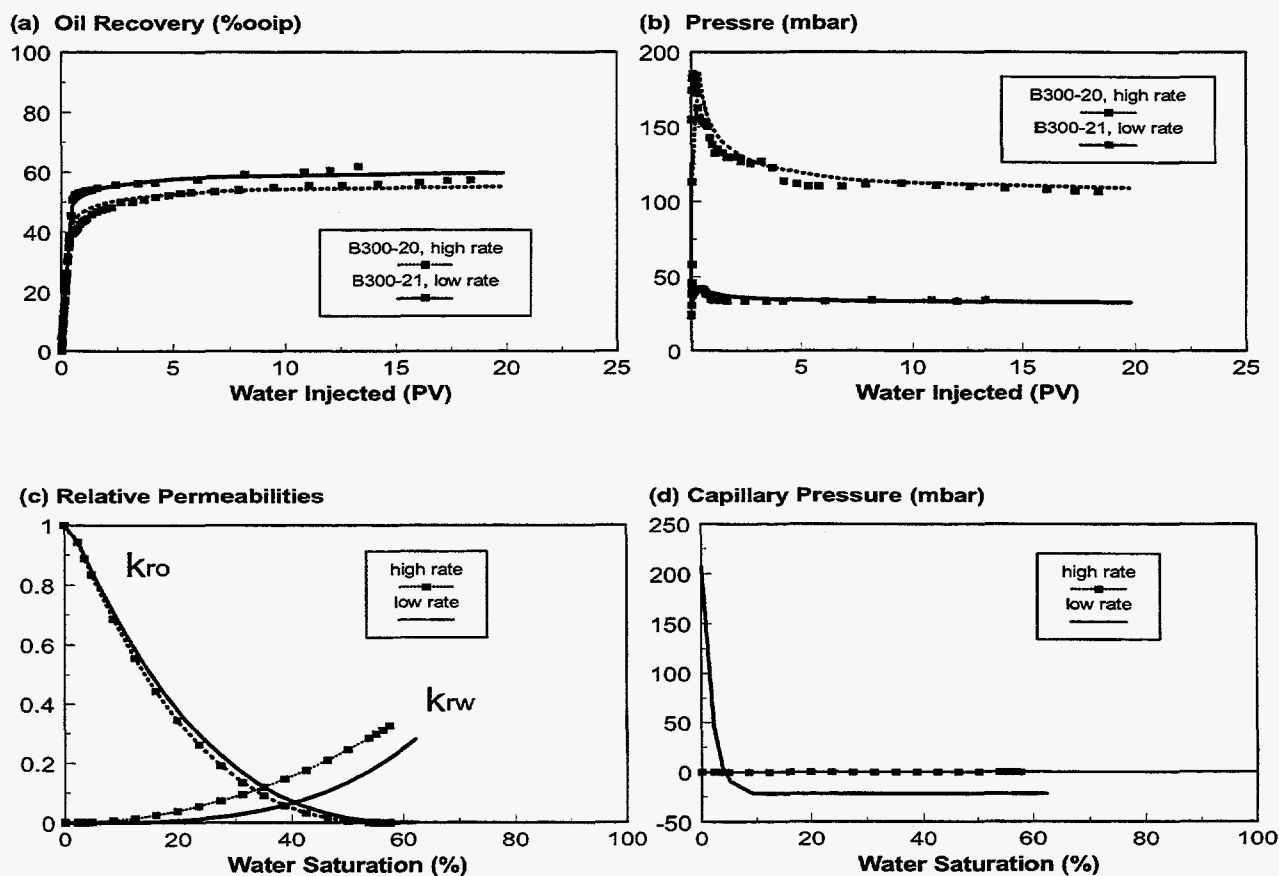 (a) Oil Recovery (%ooip)
100
80
60
40
20
0
B300-20, high rate
B300-21, low rate
0 5 10 15 20 25
Water Injected (PV)
(b) Pressre (mbar)
200
150
100
50
0
B300-20, high rate
B300-21, low rate
0 5 10 15 20 25
Water Injected (PV)
(c) Relative Permeabilities
1
0.8
0.6
0.4
0.2
0
kro
krw
high rate
low rate
0 20 40 60 80 100
Water Saturation (%)
(d) Capillary Pressure (mbar)
250
200
150
100
50
0
-50
high rate
low rate
0 20 40 60 80 100
Water Saturation (%)